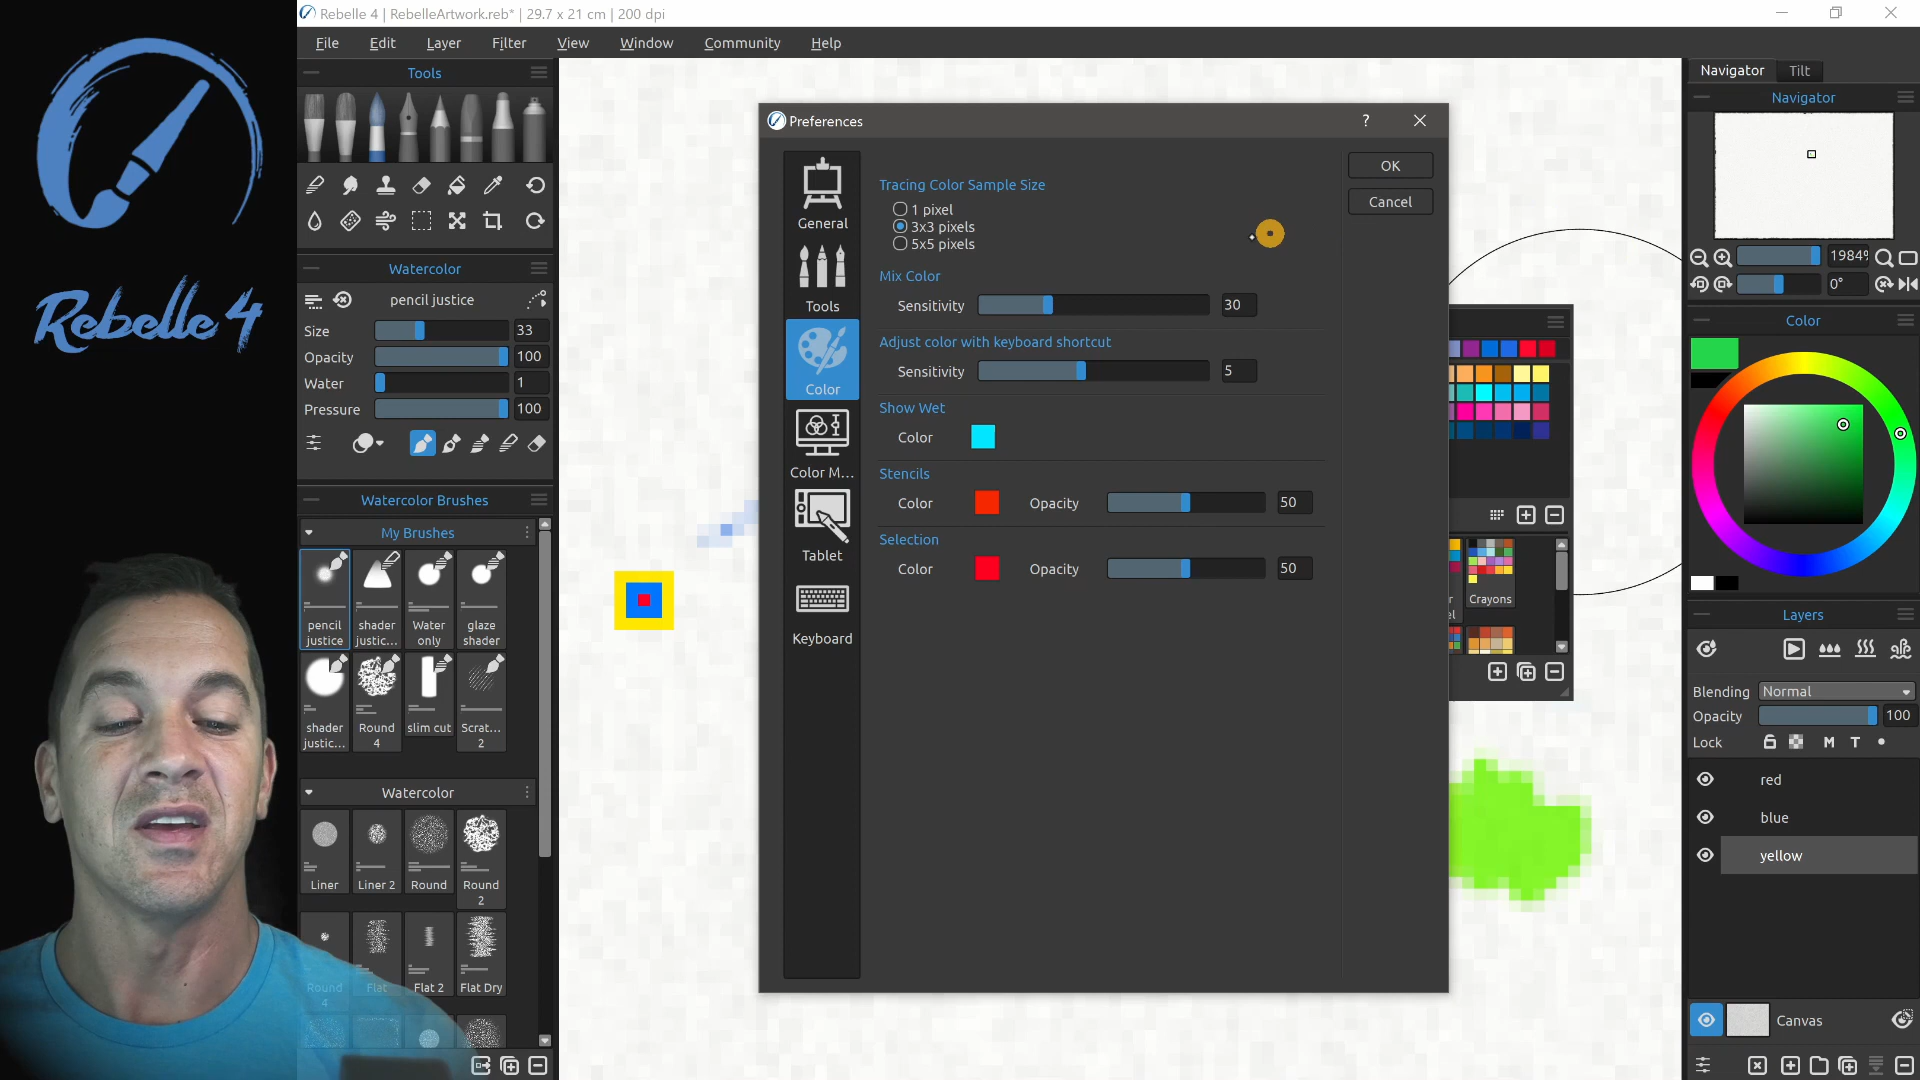 Rebelle 4 | RebelleArtwork.reb* | 29.7 x 21 cm | 200 dpi
File Edit Layer Filter View Window Community Help
Rebelle 4
Tools
Watercolor
pencil justice
Size 33
Opacity 100
Water 1
Pressure 100
Watercolor Brushes
My Brushes
pencil justice
shader justic...
Water only
glaze shader
shader justic...
Round 4
slim cut
Scrat... 2
Watercolor
Liner
Liner 2
Round
Round 2
Round 4
Flat
Flat 2
Flat Dry
Preferences
?
General
Tools
Color
Color M...
Tablet
Keyboard
Tracing Color Sample Size
1 pixel
3x3 pixels
5x5 pixels
Mix Color
Sensitivity 30
Adjust color with keyboard shortcut
Sensitivity 5
Show Wet
Color
Stencils
Color Opacity 50
Selection
Color Opacity 50
OK
Cancel
Crayons
Navigator Tilt
Navigator
1984%
0°
Color
Layers
Blending Normal
Opacity 100
Lock M T
red
blue
yellow
Canvas